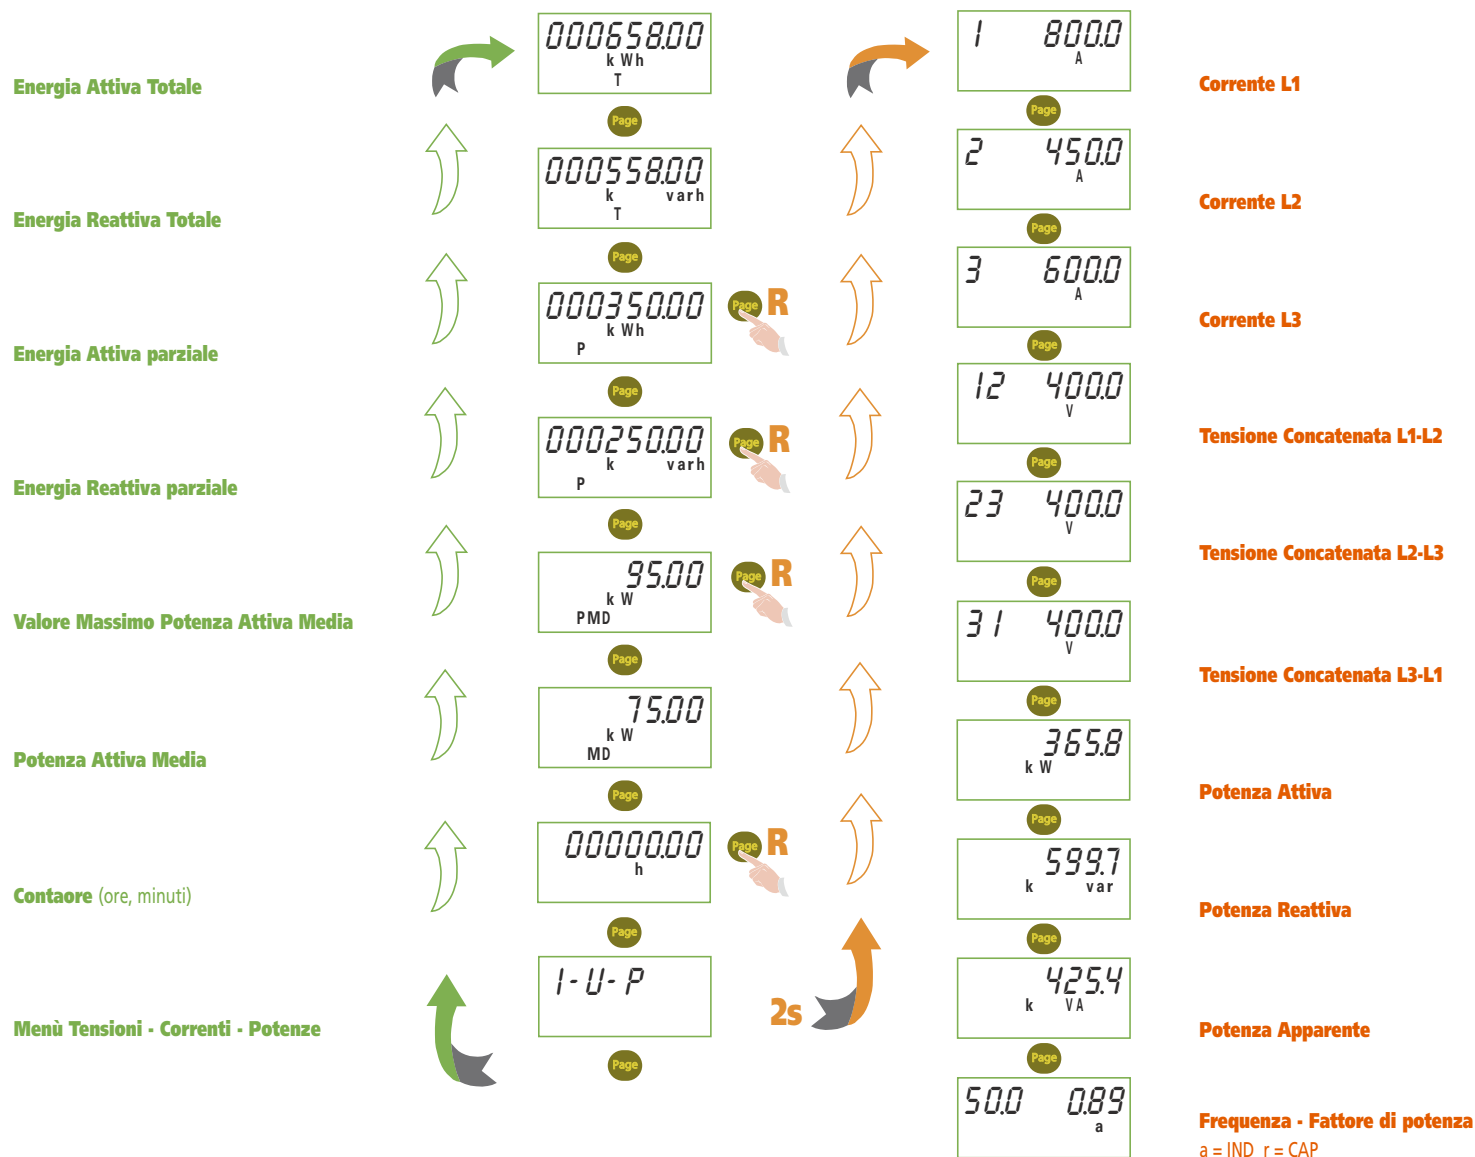 Energia Attiva Totale
000658.00
k Wh
T
Page
Energia Reattiva Totale
000558.00
k varh
T
Page
Energia Attiva parziale
000350.00
k Wh
P
Page R
Page
Energia Reattiva parziale
000250.00
k varh
P
Page R
Page
Valore Massimo Potenza Attiva Media
95.00
k W
PMD
Page R
Page
Potenza Attiva Media
75.00
k W
MD
Page
Contaore (ore, minuti)
00000.00
h
Page R
Page
Menù Tensioni - Correnti - Potenze
I-U-P
Page
2s
1 800.0
A
Corrente L1
Page
2 450.0
A
Corrente L2
Page
3 600.0
A
Corrente L3
Page
12 400.0
V
Tensione Concatenata L1-L2
Page
23 400.0
V
Tensione Concatenata L2-L3
Page
31 400.0
V
Tensione Concatenata L3-L1
Page
365.8
k W
Potenza Attiva
Page
599.7
k var
Potenza Reattiva
Page
425.4
k VA
Potenza Apparente
Page
50.0 0.89
a
Frequenza - Fattore di potenza
a = IND r = CAP